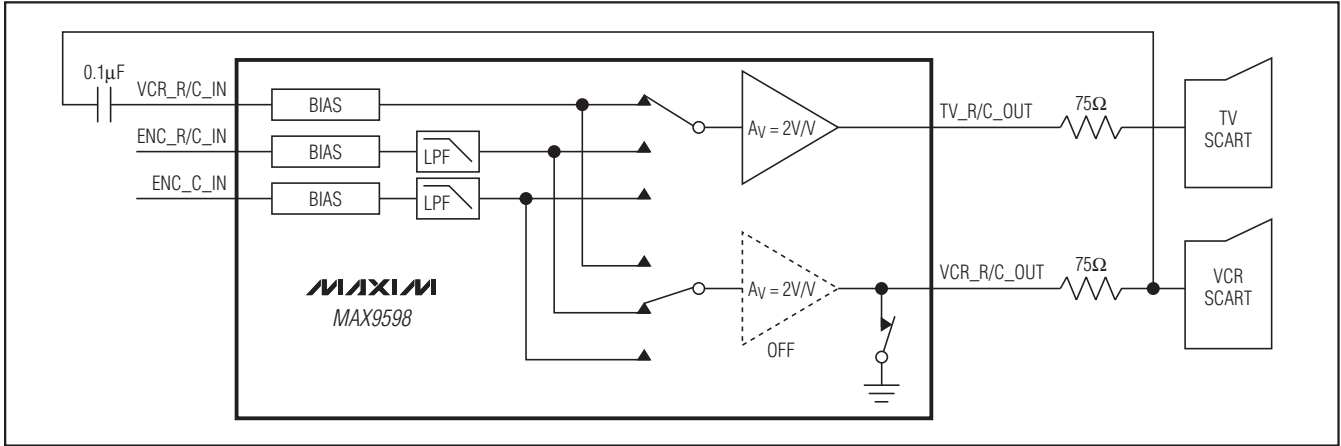 0.1µF
VCR_R/C_IN
BIAS
ENC_R/C_IN
BIAS
LPF
ENC_C_IN
BIAS
LPF
AV = 2V/V
TV_R/C_OUT
75Ω
TV
SCART
MAXIM
MAX9598
AV = 2V/V
OFF
VCR_R/C_OUT
75Ω
VCR
SCART